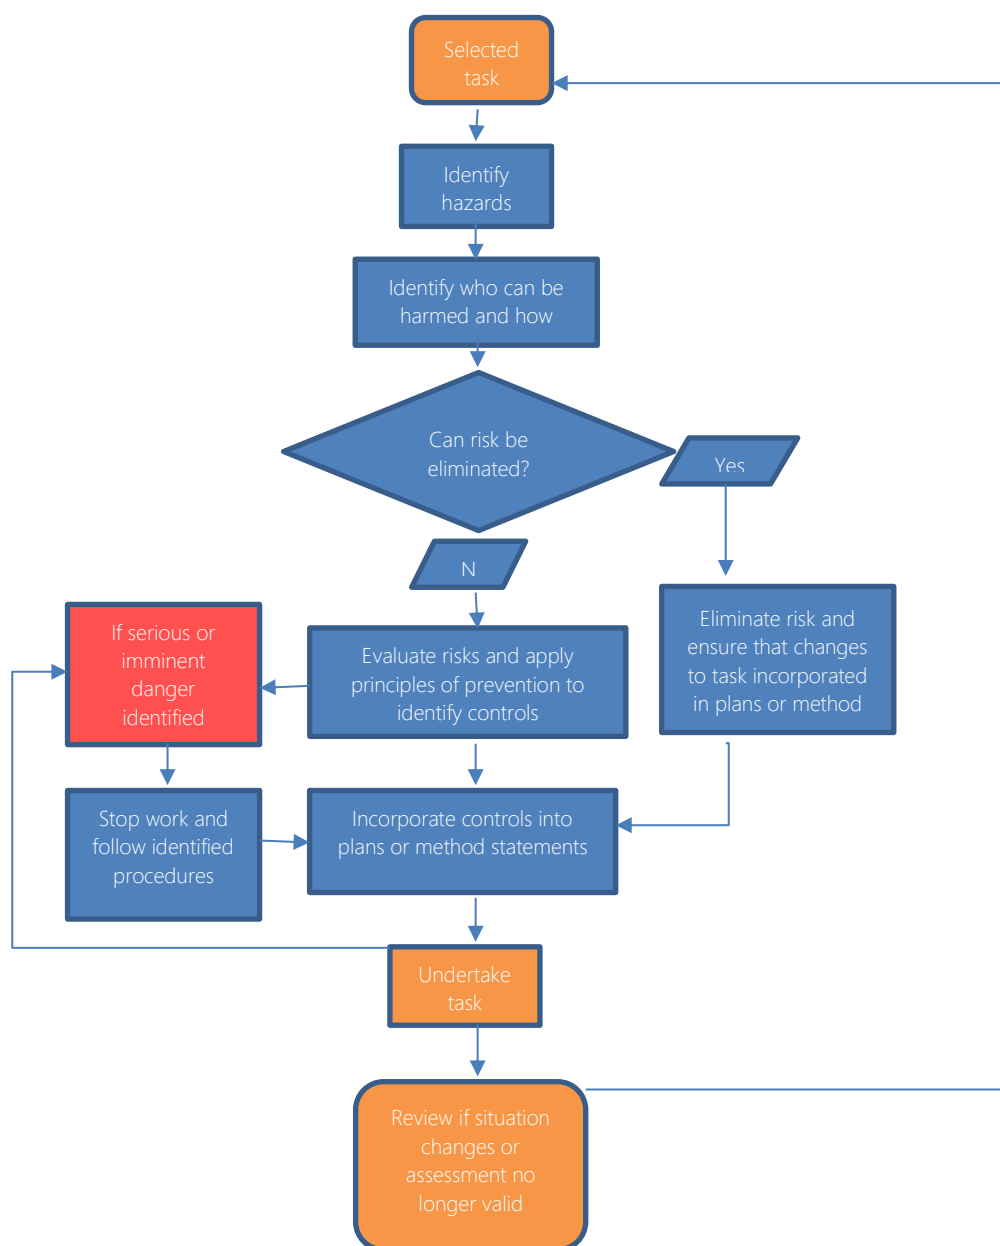 Selected
task
Identify
hazards
Identify who can be
harmed and how
Can risk be
eliminated?
Yes
N
If serious or
imminent
danger
identified
Evaluate risks and apply
principles of prevention to
identify controls
Eliminate risk and
ensure that changes
to task incorporated
in plans or method
Stop work and
follow identified
procedures
Incorporate controls into
plans or method statements
Undertake
task
Review if situation
changes or
assessment no
longer valid